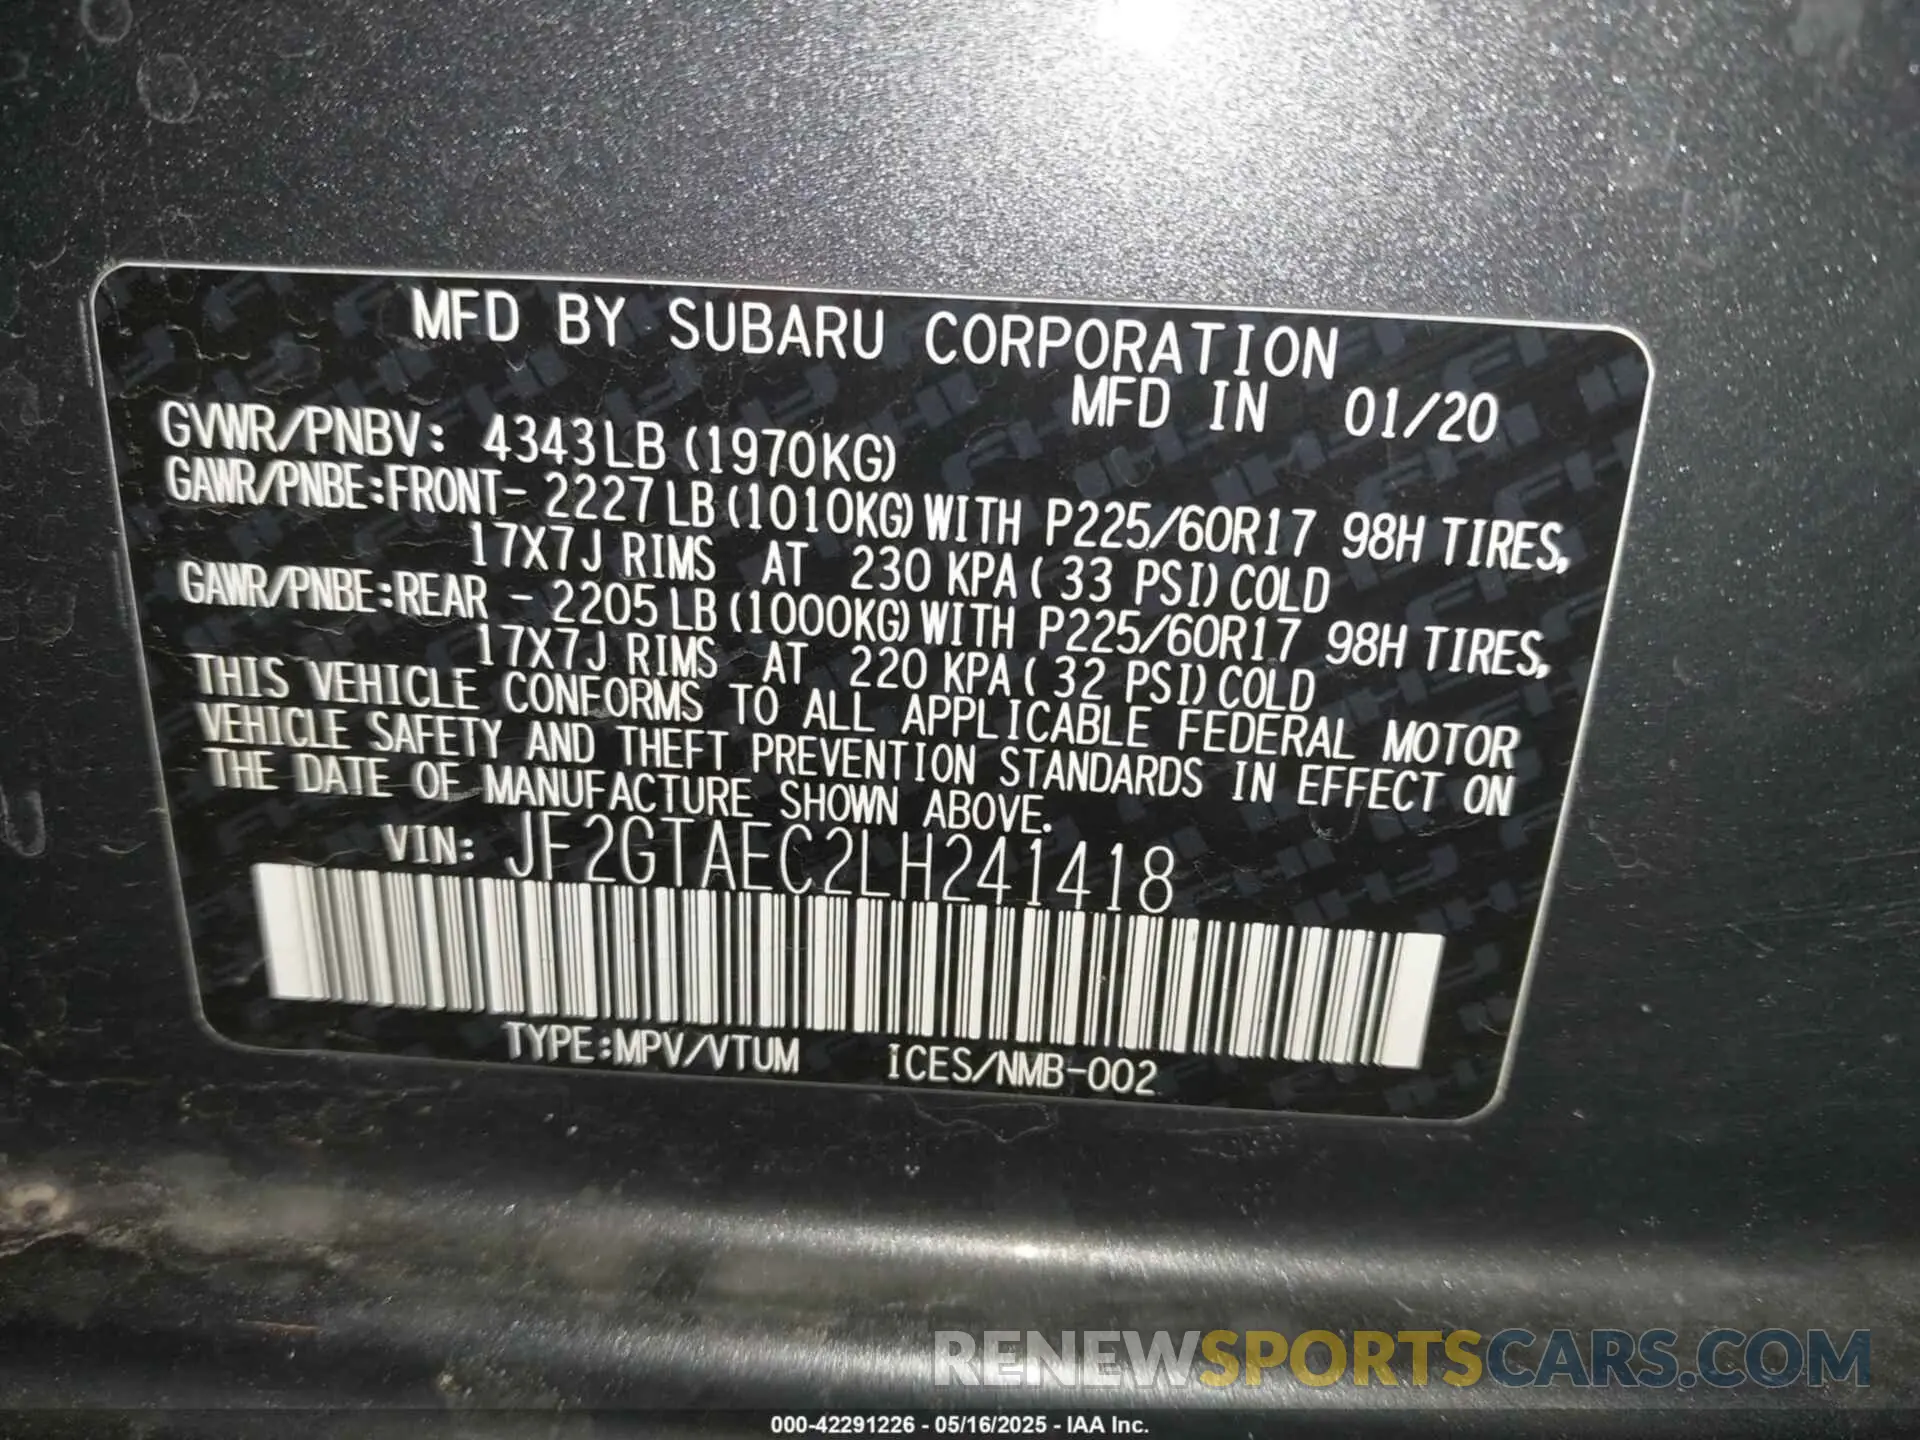 MFD BY SUBARU CORPORATION
MFD IN 01/20
GVWR/PNBV: 4343LB (1970KG)
GAWR/PNBE:FRONT- 2227LB (1010KG) WITH P225/60R17 98H TIRES,
17X7J RIMS AT 230 KPA ( 33 PSI) COLD
GAWR/PNBE:REAR - 2205LB (1000KG) WITH P225/60R17 98H TIRES,
17X7J RIMS AT 220 KPA ( 32 PSI) COLD
THIS VEHICLE CONFORMS TO ALL APPLICABLE FEDERAL MOTOR
VEHICLE SAFETY AND THEFT PREVENTION STANDARDS IN EFFECT ON
THE DATE OF MANUFACTURE SHOWN ABOVE.
VIN: JF2GTAEC2LH241418
TYPE:MPV/VTUM ICES/NMB-002
RENEWSPORTSCARS.COM
000-42291226 - 05/16/2025 - IAA Inc.